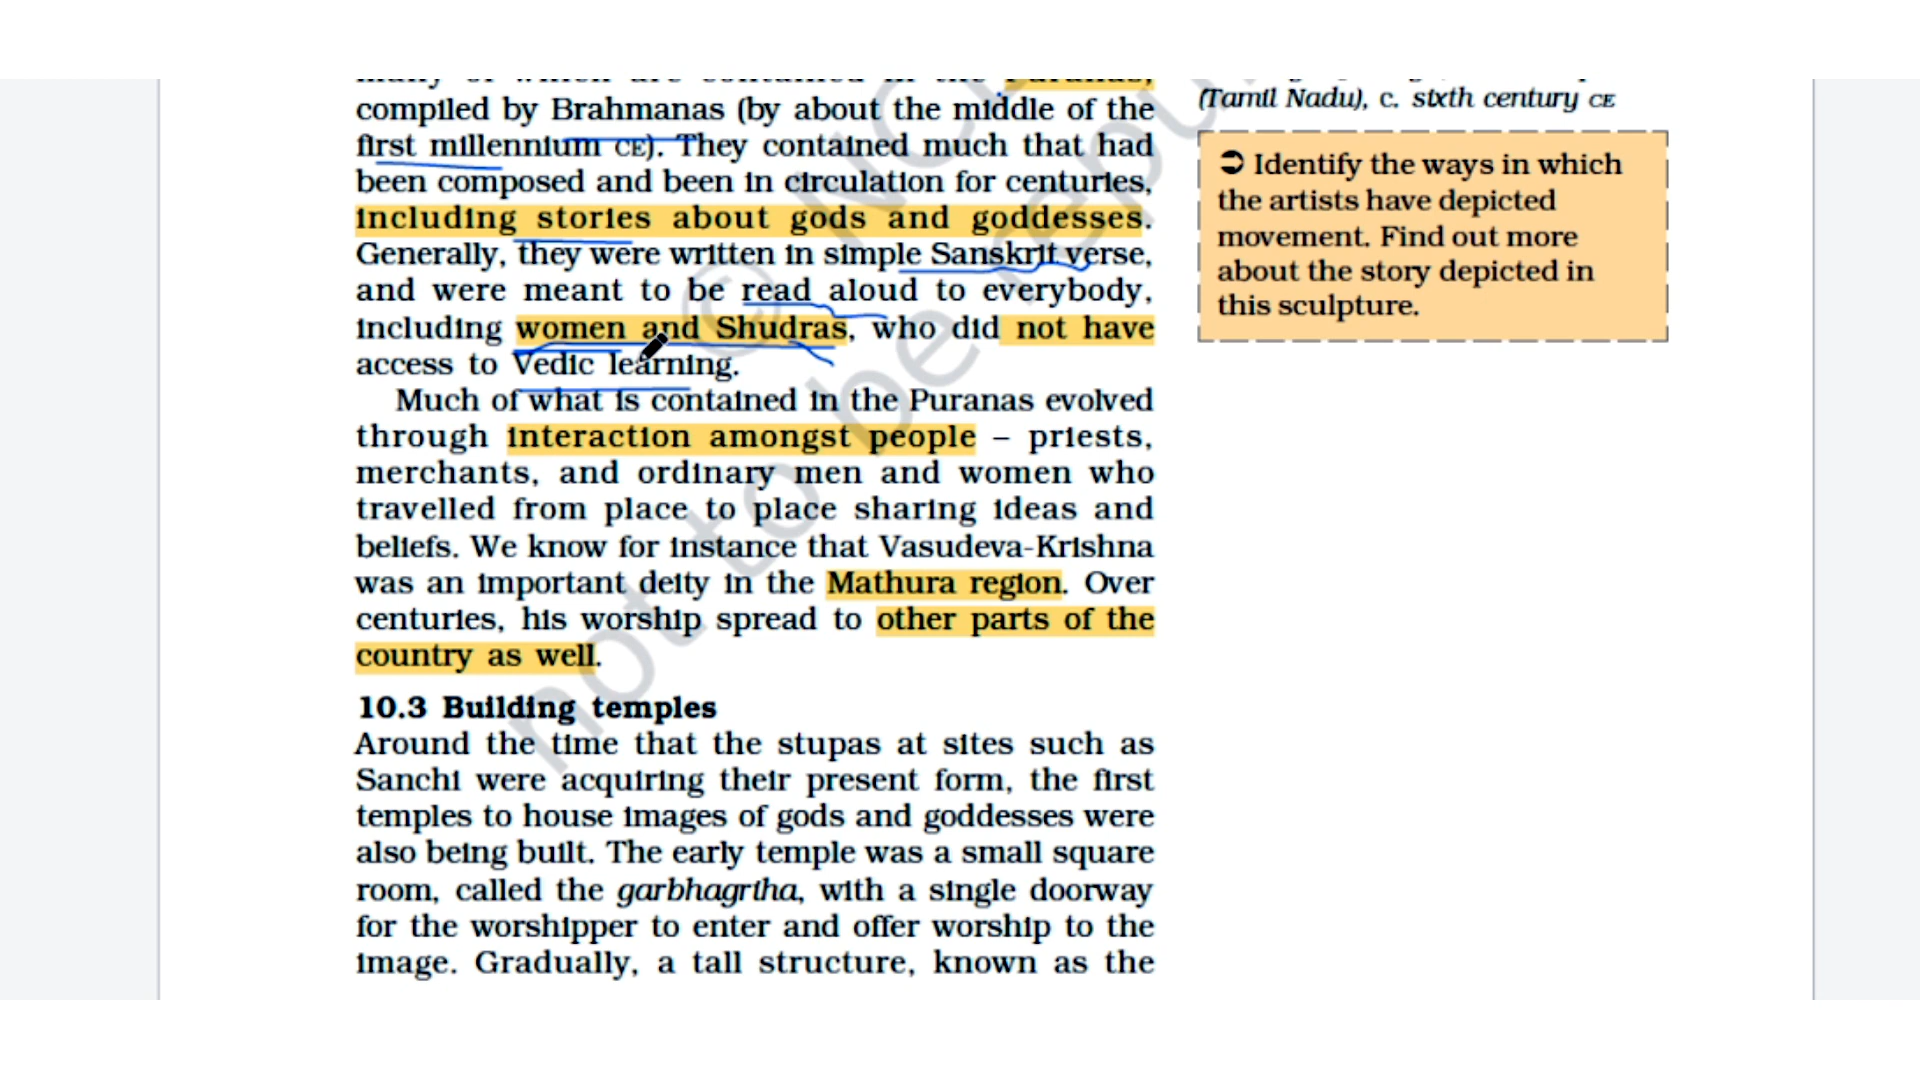 compiled by Brahmanas (by about the middle of the
first millennium CE). They contained much that had
been composed and been in circulation for centuries,
including stories about gods and goddesses.
Generally, they were written in simple Sanskrit verse,
and were meant to be read aloud to everybody,
including women and Shudras, who did not have
access to Vedic learning.
Much of what is contained in the Puranas evolved
through interaction amongst people – priests,
merchants, and ordinary men and women who
travelled from place to place sharing ideas and
beliefs. We know for instance that Vasudeva-Krishna
was an important deity in the Mathura region. Over
centuries, his worship spread to other parts of the
country as well.
10.3 Building temples
Around the time that the stupas at sites such as
Sanchi were acquiring their present form, the first
temples to house images of gods and goddesses were
also being built. The early temple was a small square
room, called the garbhagriha, with a single doorway
for the worshipper to enter and offer worship to the
image. Gradually, a tall structure, known as the
(Tamil Nadu), c. sixth century CE
➲ Identify the ways in which
the artists have depicted
movement. Find out more
about the story depicted in
this sculpture.
not to be